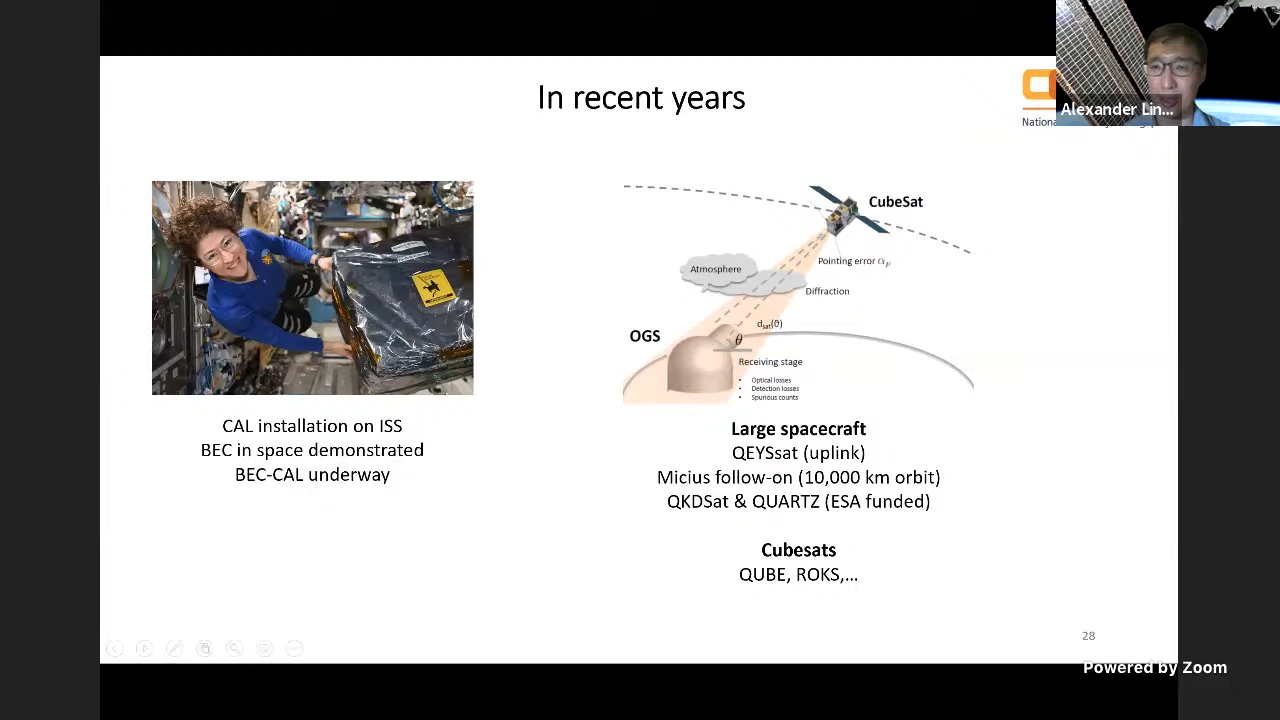 In recent years
Alexander Lin...
Nationa
CubeSat
Pointing error αp
Atmosphere
Diffraction
OGS
dsat(θ)
θ
Receiving stage
• Optical losses
• Detection losses
• Spurious counts
CAL installation on ISS
BEC in space demonstrated
BEC-CAL underway
Large spacecraft
QEYSsat (uplink)
Micius follow-on (10,000 km orbit)
QKDSat & QUARTZ (ESA funded)
Cubesats
QUBE, ROKS,...
28
Powered by Zoom